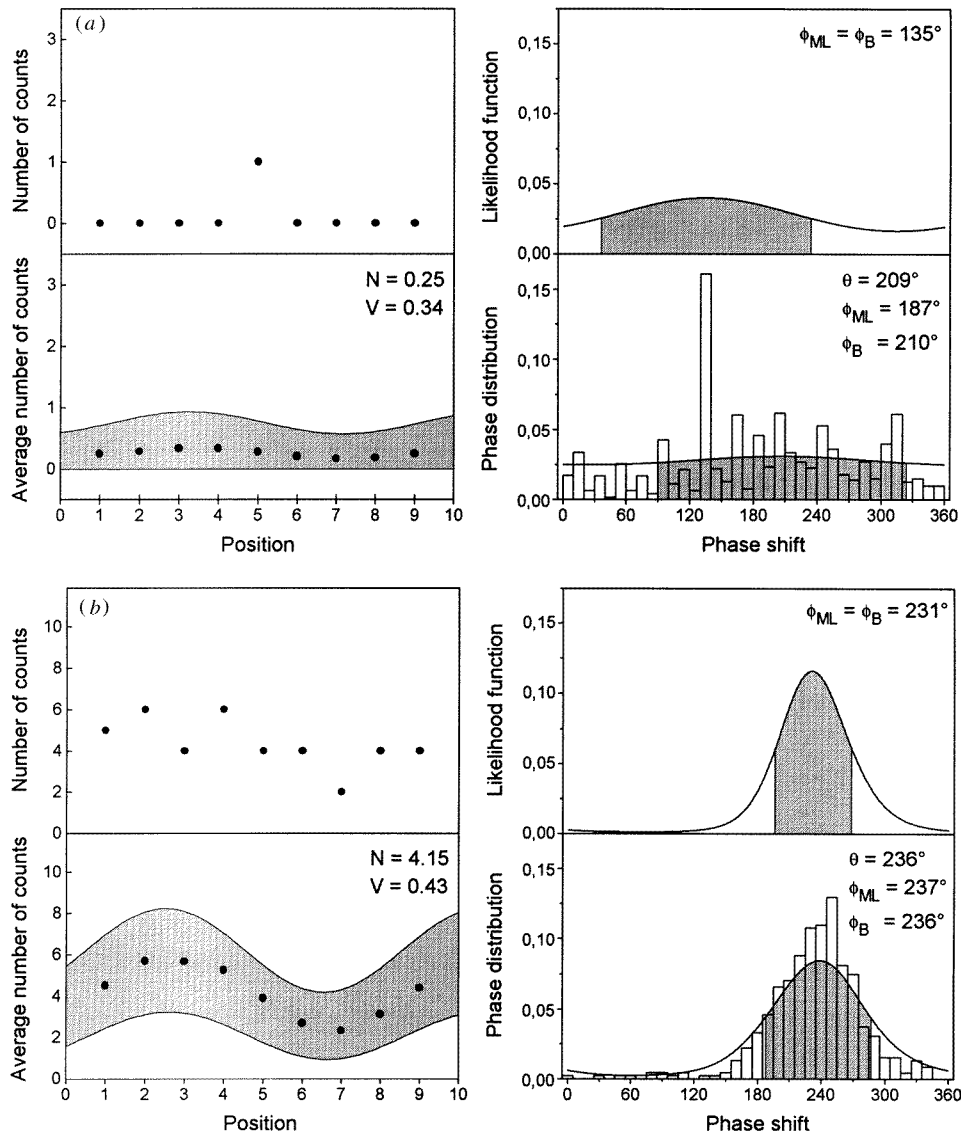 (a)
Number of counts
3
2
1
0
Average number of counts
3
2
1
0
N = 0.25
V = 0.34
0 1 2 3 4 5 6 7 8 9 10
Position
Likelihood function
0,15
0,10
0,05
0,00
ϕML = ϕB = 135°
Phase distribution
0,15
0,10
0,05
0,00
θ = 209°
ϕML = 187°
ϕB = 210°
0 60 120 180 240 300 360
Phase shift
(b)
Number of counts
10
8
6
4
2
0
Average number of counts
10
8
6
4
2
0
N = 4.15
V = 0.43
0 1 2 3 4 5 6 7 8 9 10
Position
Likelihood function
0,15
0,10
0,05
0,00
ϕML = ϕB = 231°
Phase distribution
0,15
0,10
0,05
0,00
θ = 236°
ϕML = 237°
ϕB = 236°
0 60 120 180 240 300 360
Phase shift